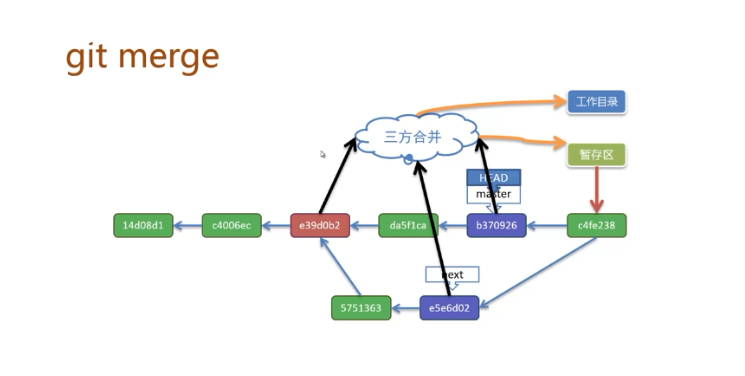 git merge
工作目录
三方合并
暂存区
HEAD
master
14d08d1
c4006ec
e39d0b2
da5f1ca
b370926
c4fe238
next
5751363
e5e6d02